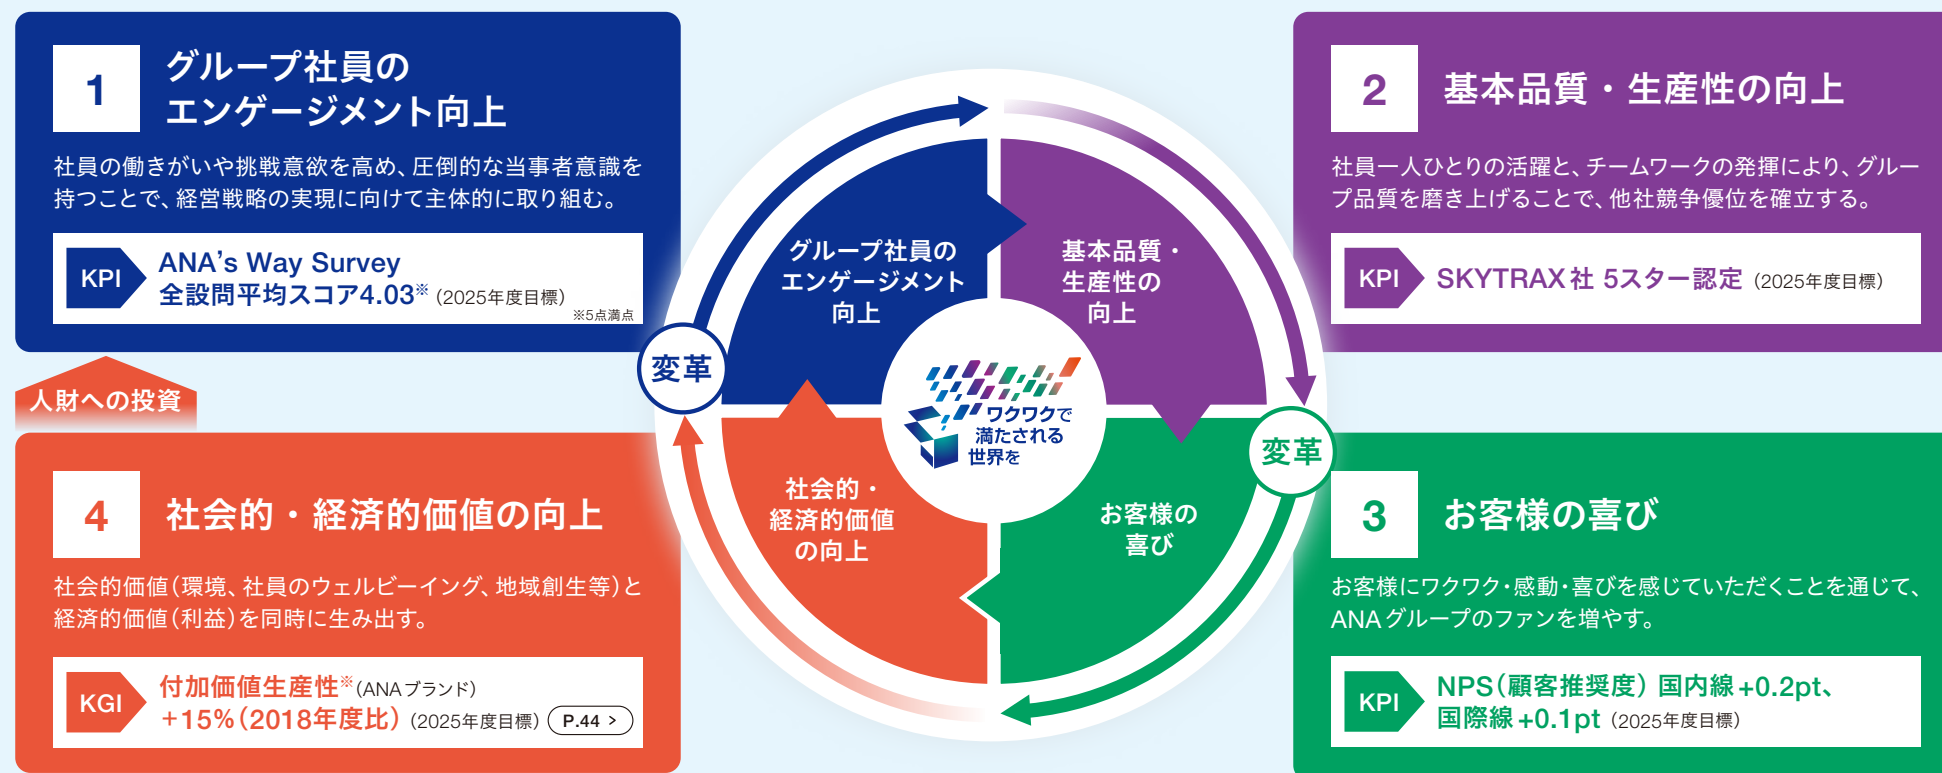 1
グループ社員の
エンゲージメント向上
社員の働きがいや挑戦意欲を高め、圧倒的な当事者意識を
持つことで、経営戦略の実現に向けて主体的に取り組む。
KPI
ANA's Way Survey
全設問平均スコア4.03※（2025年度目標）
※5点満点
2
基本品質・生産性の向上
社員一人ひとりの活躍と、チームワークの発揮により、グルー
プ品質を磨き上げることで、他社競争優位を確立する。
KPI
SKYTRAX社 5スター認定（2025年度目標）
グループ社員の
エンゲージメント
向上
基本品質・
生産性の
向上
変革
ワクワクで
満たされる
世界を
変革
社会的・
経済的価値
の向上
お客様の
喜び
人財への投資
4
社会的・経済的価値の向上
社会的価値（環境、社員のウェルビーイング、地域創生等）と
経済的価値（利益）を同時に生み出す。
KGI
付加価値生産性※（ANAブランド）
+15%（2018年度比）（2025年度目標） P.44 >
3
お客様の喜び
お客様にワクワク・感動・喜びを感じていただくことを通じて、
ANAグループのファンを増やす。
KPI
NPS（顧客推奨度）国内線+0.2pt、
国際線+0.1pt（2025年度目標）